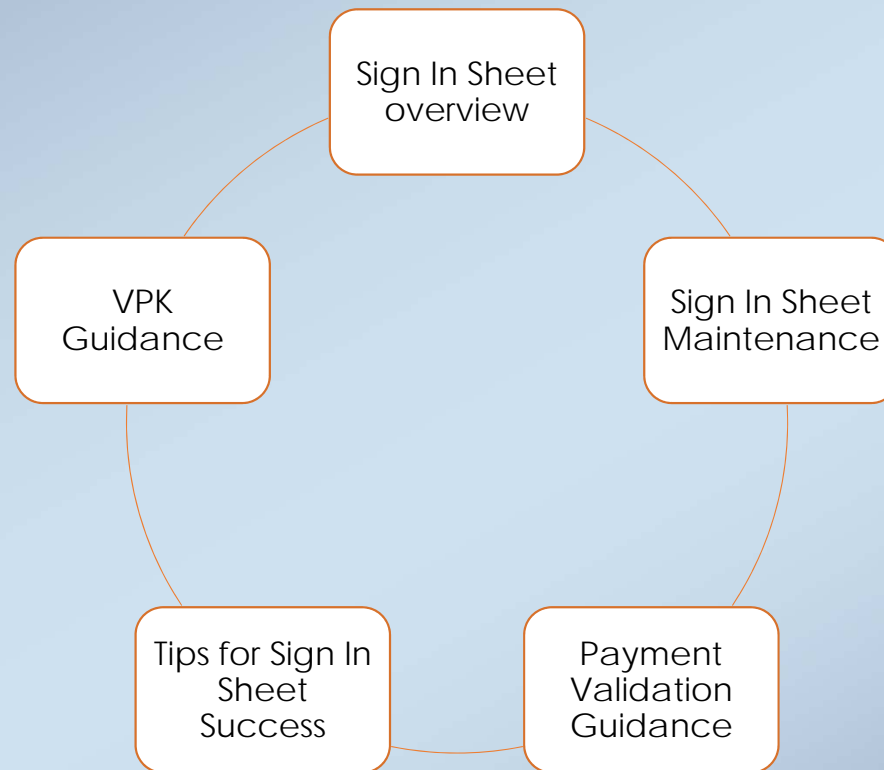 Sign In Sheet
overview
Sign In Sheet
Maintenance
Payment
Validation
Guidance
Tips for Sign In
Sheet
Success
VPK
Guidance